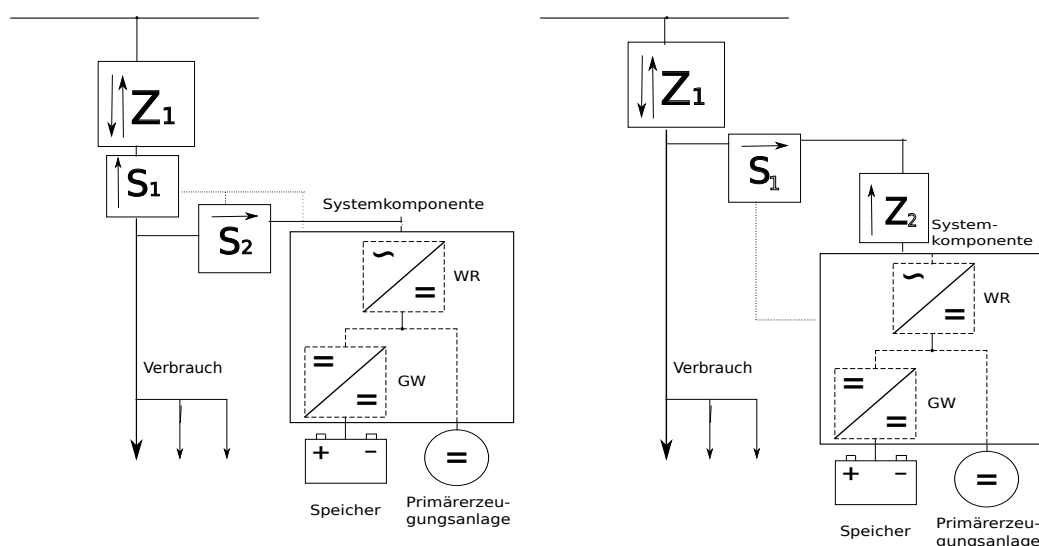 Z1
S1
S2
Systemkomponente
WR
GW
Verbrauch
+ -
Speicher
Primärerzeu-
gungsanlage
Z1
S1
Z2
System-
komponente
WR
GW
Verbrauch
+ -
Speicher
Primärerzeu-
gungsanlage